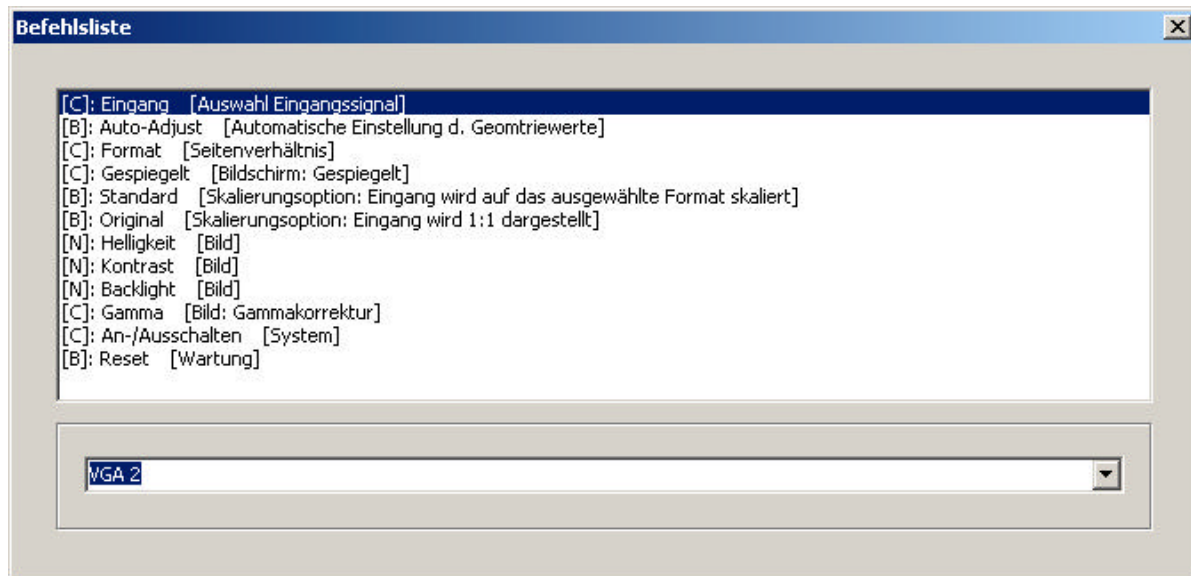 Befehlsliste
[C]: Eingang [Auswahl Eingangssignal]
[B]: Auto-Adjust [Automatische Einstellung d. Geomtriewerte]
[C]: Format [Seitenverhältnis]
[C]: Gespiegelt [Bildschirm: Gespiegelt]
[B]: Standard [Skalierungsoption: Eingang wird auf das ausgewählte Format skaliert]
[B]: Original [Skalierungsoption: Eingang wird 1:1 dargestellt]
[N]: Helligkeit [Bild]
[N]: Kontrast [Bild]
[N]: Backlight [Bild]
[C]: Gamma [Bild: Gammakorrektur]
[C]: An-/Ausschalten [System]
[B]: Reset [Wartung]
VGA 2